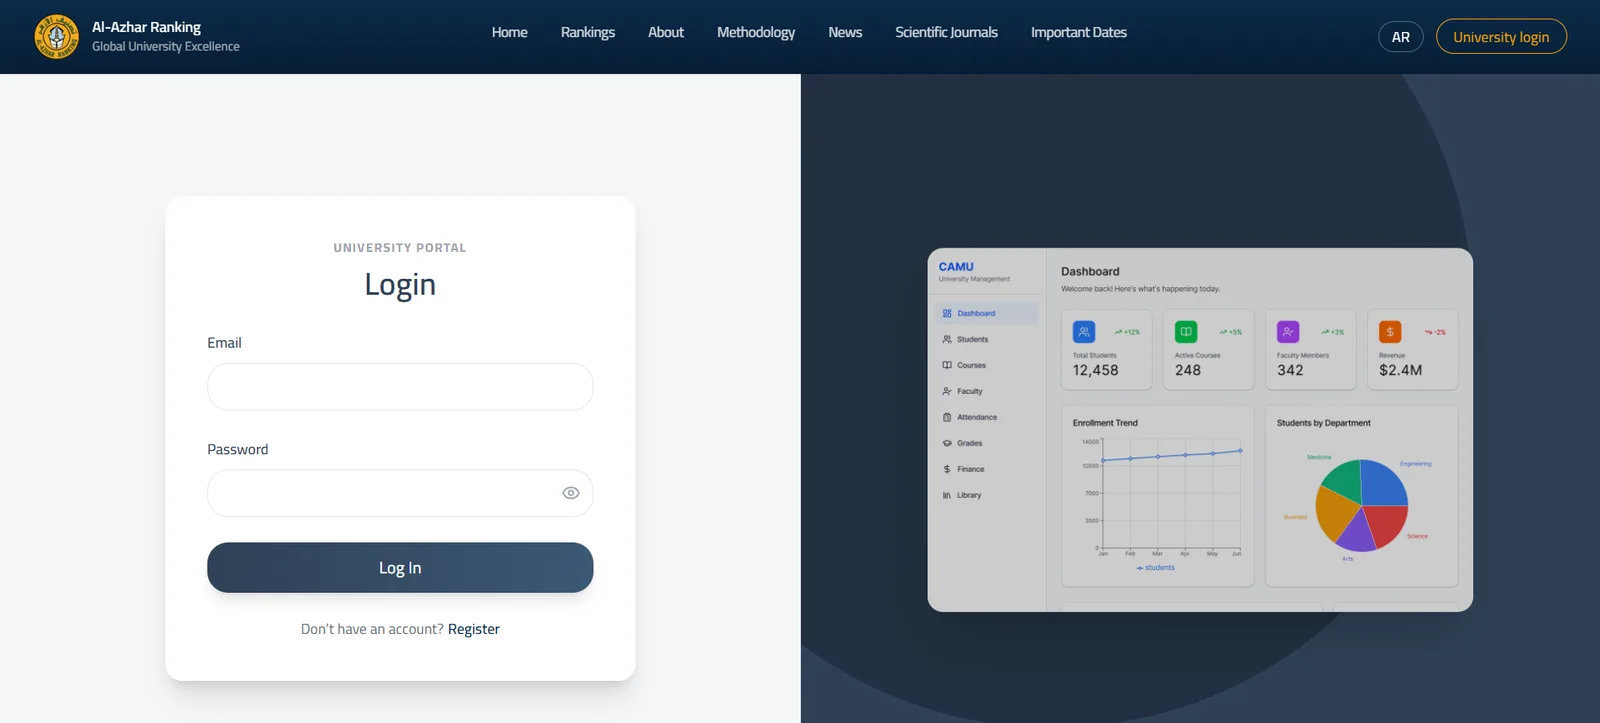 Al-Azhar Ranking
Global University Excellence
Home
Rankings
About
Methodology
News
Scientific Journals
Important Dates
AR
University login
UNIVERSITY PORTAL
Login
Email
Password
Log In
Don't have an account? Register
CAMU
University Management
Dashboard
Students
Courses
Faculty
Attendance
Grades
Finance
Library
Dashboard
Welcome back! Here's what's happening today.
+12%
Total Students
12,458
+5%
Active Courses
248
+3%
Faculty Members
342
-2%
Revenue
$2.4M
Enrollment Trend
14000
10500
7000
3500
0
Jan Feb Mar Apr May Jun
students
Students by Department
Medicine
Engineering
Business
Science
Arts